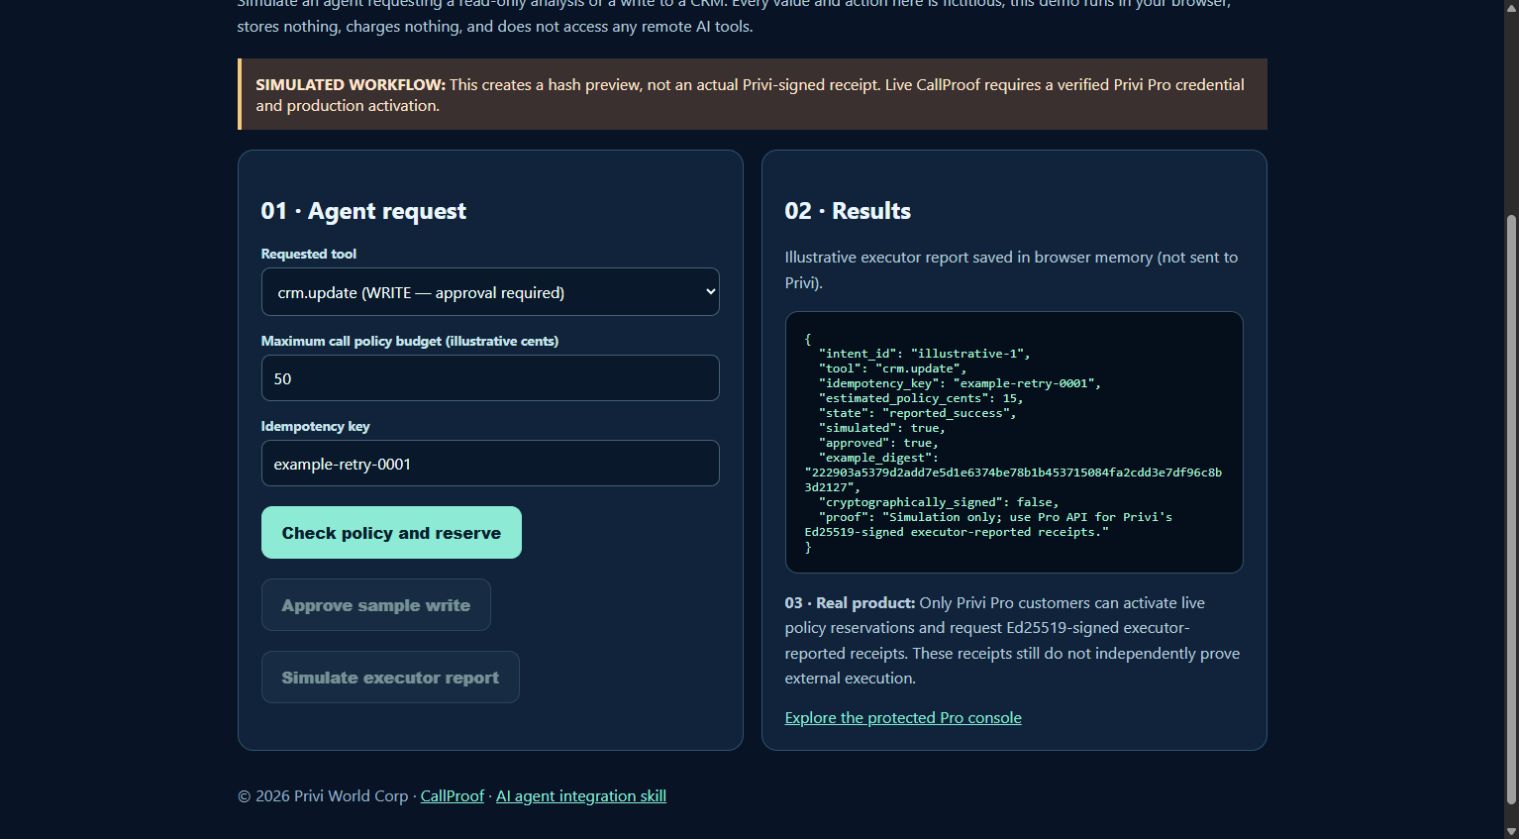 Simulate an agent requesting a read-only analysis or a write to a CRM. Every value and action here is fictitious; this demo runs in your browser,
stores nothing, charges nothing, and does not access any remote AI tools.
SIMULATED WORKFLOW: This creates a hash preview, not an actual Privi-signed receipt. Live CallProof requires a verified Privi Pro credential
and production activation.
01 · Agent request
Requested tool
crm.update (WRITE — approval required)
Maximum call policy budget (illustrative cents)
50
Idempotency key
example-retry-0001
Check policy and reserve
Approve sample write
Simulate executor report
02 · Results
Illustrative executor report saved in browser memory (not sent to
Privi).
{
  "intent_id": "illustrative-1",
  "tool": "crm.update",
  "idempotency_key": "example-retry-0001",
  "estimated_policy_cents": 15,
  "state": "reported_success",
  "simulated": true,
  "approved": true,
  "example_digest":
"222903a5379d2add7e5d1e6374be78b1b453715084fa2cdd3e7df96c8b
3d2127",
  "cryptographically_signed": false,
  "proof": "Simulation only; use Pro API for Privi's
Ed25519-signed executor-reported receipts."
}
03 · Real product: Only Privi Pro customers can activate live
policy reservations and request Ed25519-signed executor-
reported receipts. These receipts still do not independently prove
external execution.
Explore the protected Pro console
© 2026 Privi World Corp · CallProof · AI agent integration skill